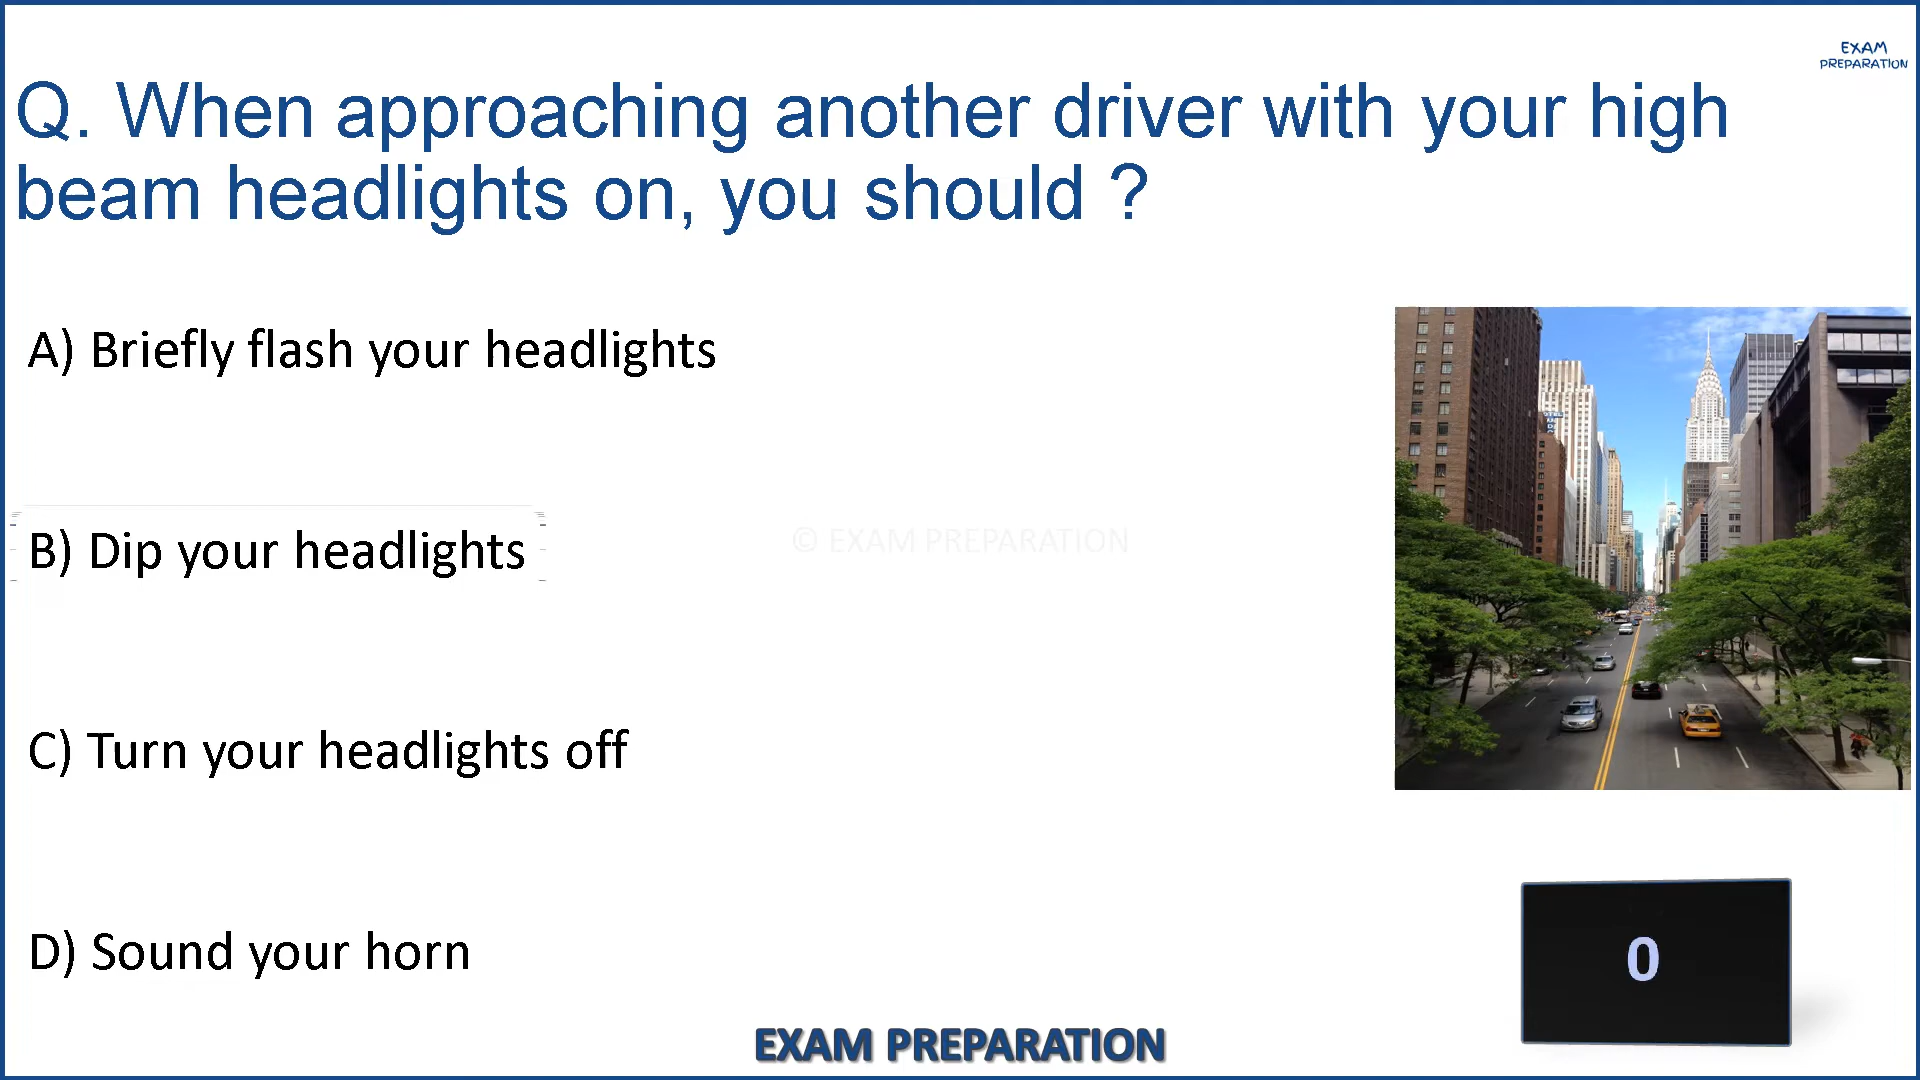 EXAM
PREPARATION
Q. When approaching another driver with your high
beam headlights on, you should ?
A) Briefly flash your headlights
B) Dip your headlights
© EXAM PREPARATION
C) Turn your headlights off
D) Sound your horn
0
EXAM PREPARATION